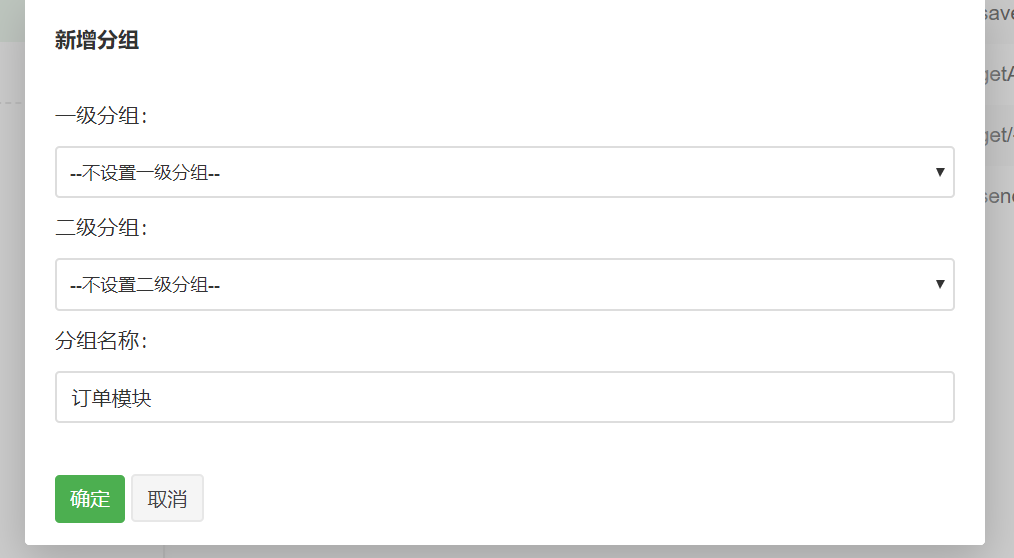 新增分组
一级分组：
--不设置一级分组--
二级分组：
--不设置二级分组--
分组名称：
订单模块
确定 取消
save
getA
get/
send